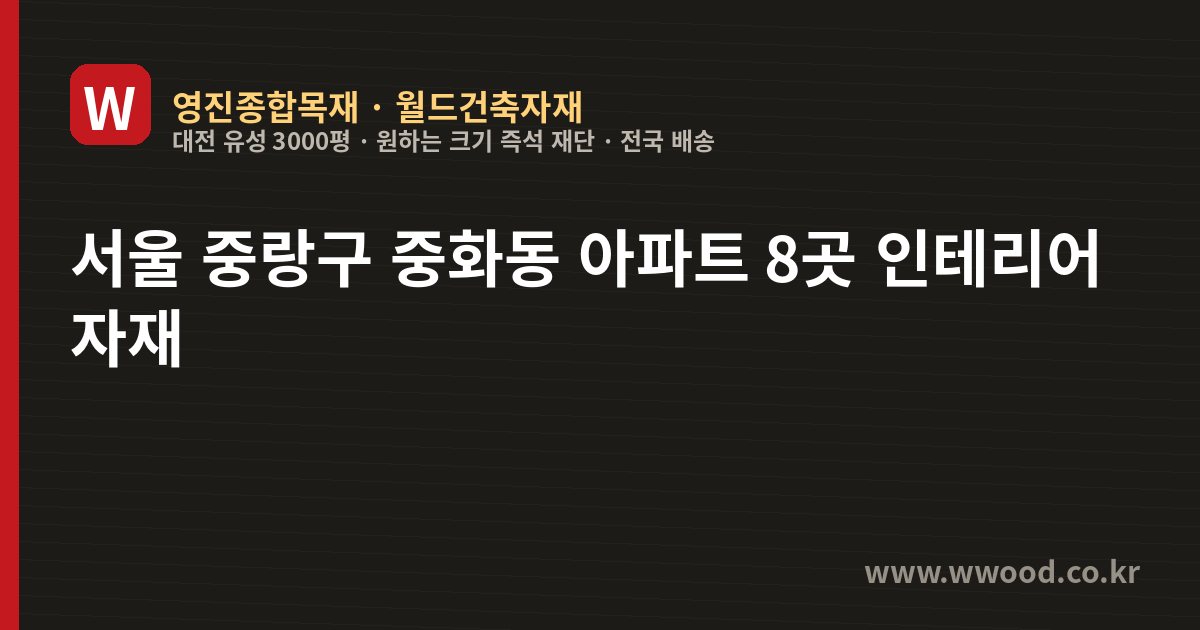 W
영진종합목재 · 월드건축자재
대전 유성 3000평 · 원하는 크기 즉석 재단 · 전국 배송
서울 중랑구 중화동 아파트 8곳 인테리어
자재
www.wwood.co.kr